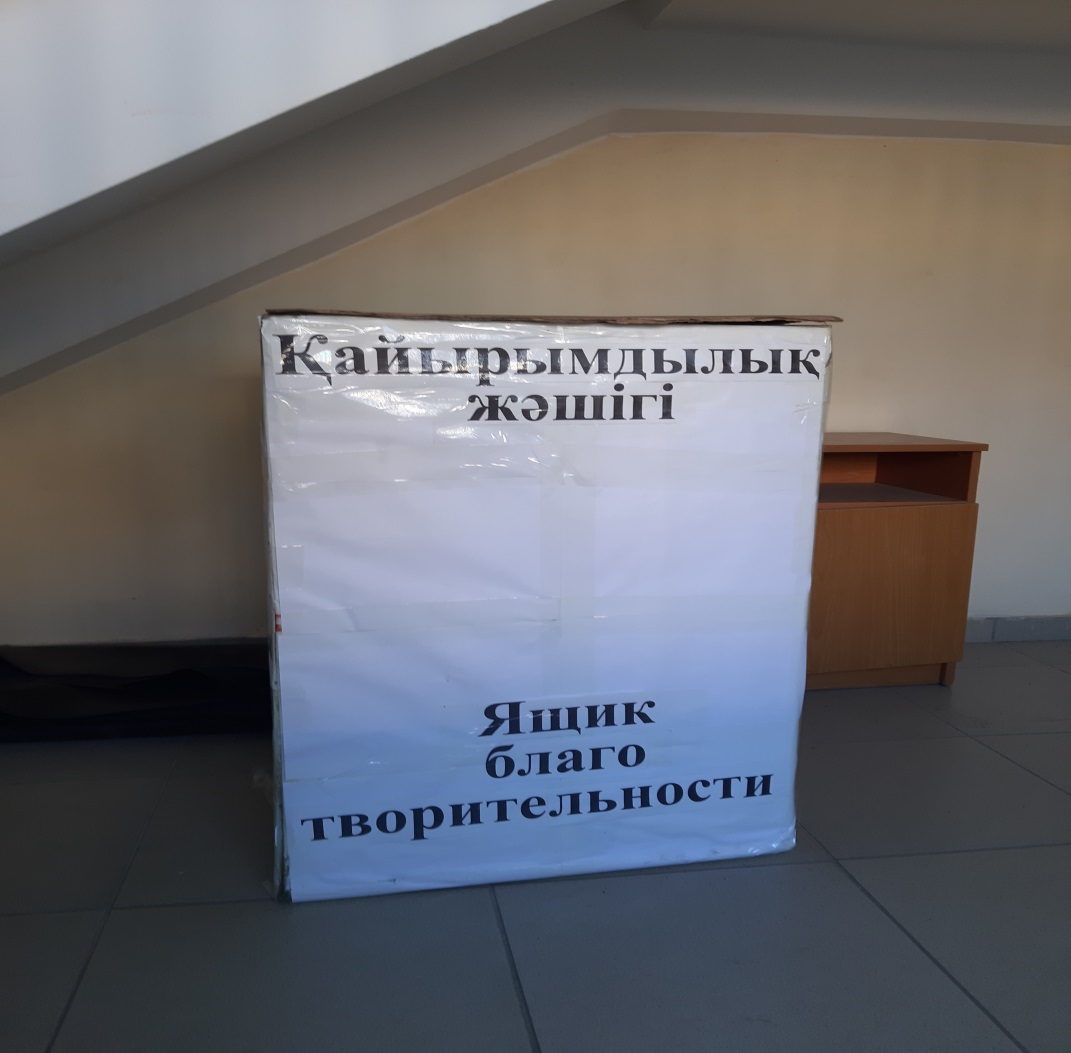 Қайырымдылық
жәшігі
Ящик
благо
творительности